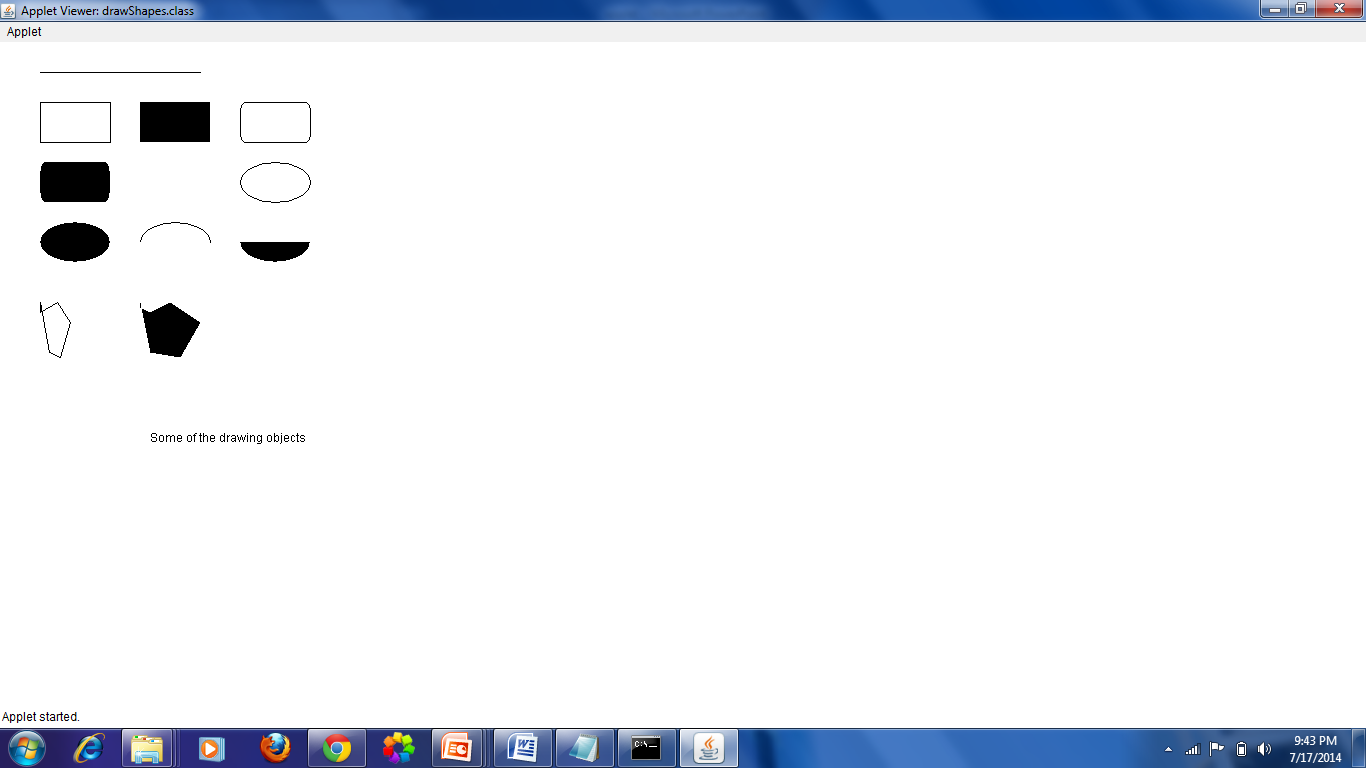 Applet Viewer: drawShapes.class
Applet
Some of the drawing objects
Applet started.
C:\_
9:43 PM
7/17/2014